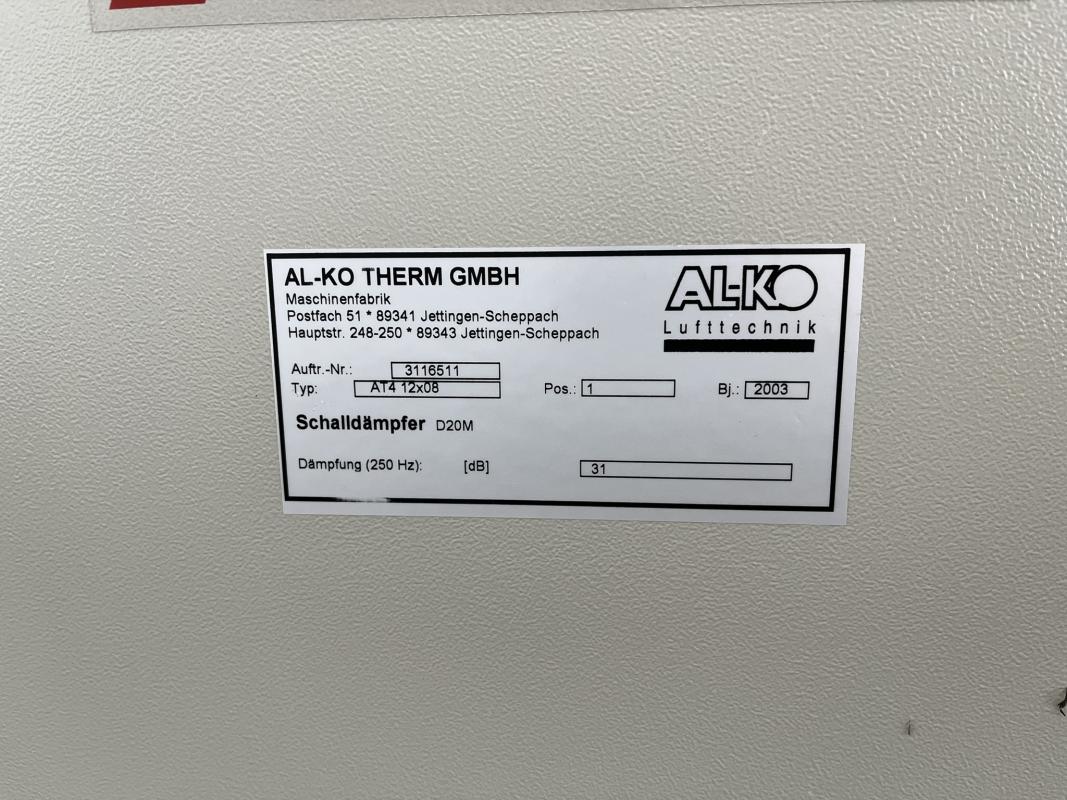 AL-KO THERM GMBH
Maschinenfabrik
Postfach 51 * 89341 Jettingen-Scheppach
Hauptstr. 248-250 * 89343 Jettingen-Scheppach
AL-KO
Lufttechnik
Auftr.-Nr.: 3116511
Typ: AT4 12x08 Pos.: 1 Bj.: 2003
Schalldämpfer D20M
Dämpfung (250 Hz): [dB] 31